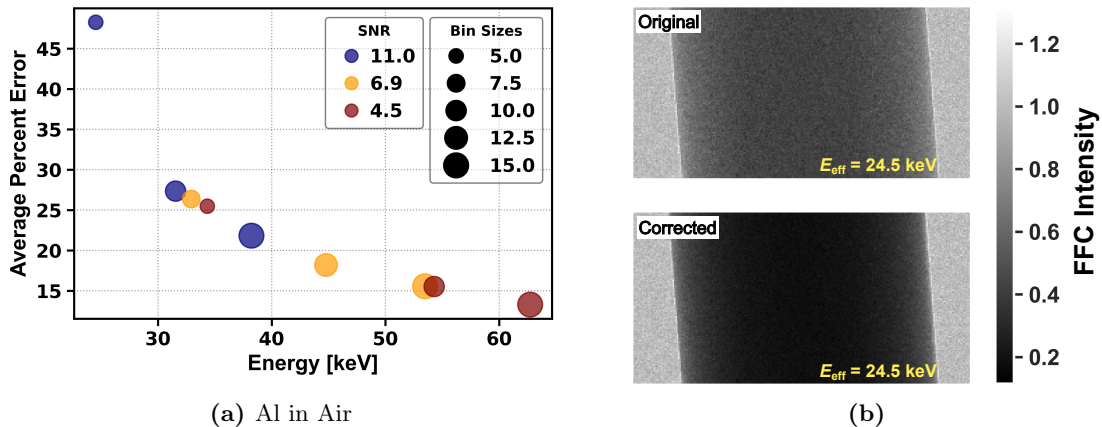 Average Percent Error
45
40
35
30
25
20
15
30
40
50
60
Energy [keV]
SNR
11.0
6.9
4.5
Bin Sizes
5.0
7.5
10.0
12.5
15.0
(a) Al in Air
Original
E_eff = 24.5 keV
Corrected
E_eff = 24.5 keV
1.2
1.0
0.8
0.6
0.4
0.2
FFC Intensity
(b)